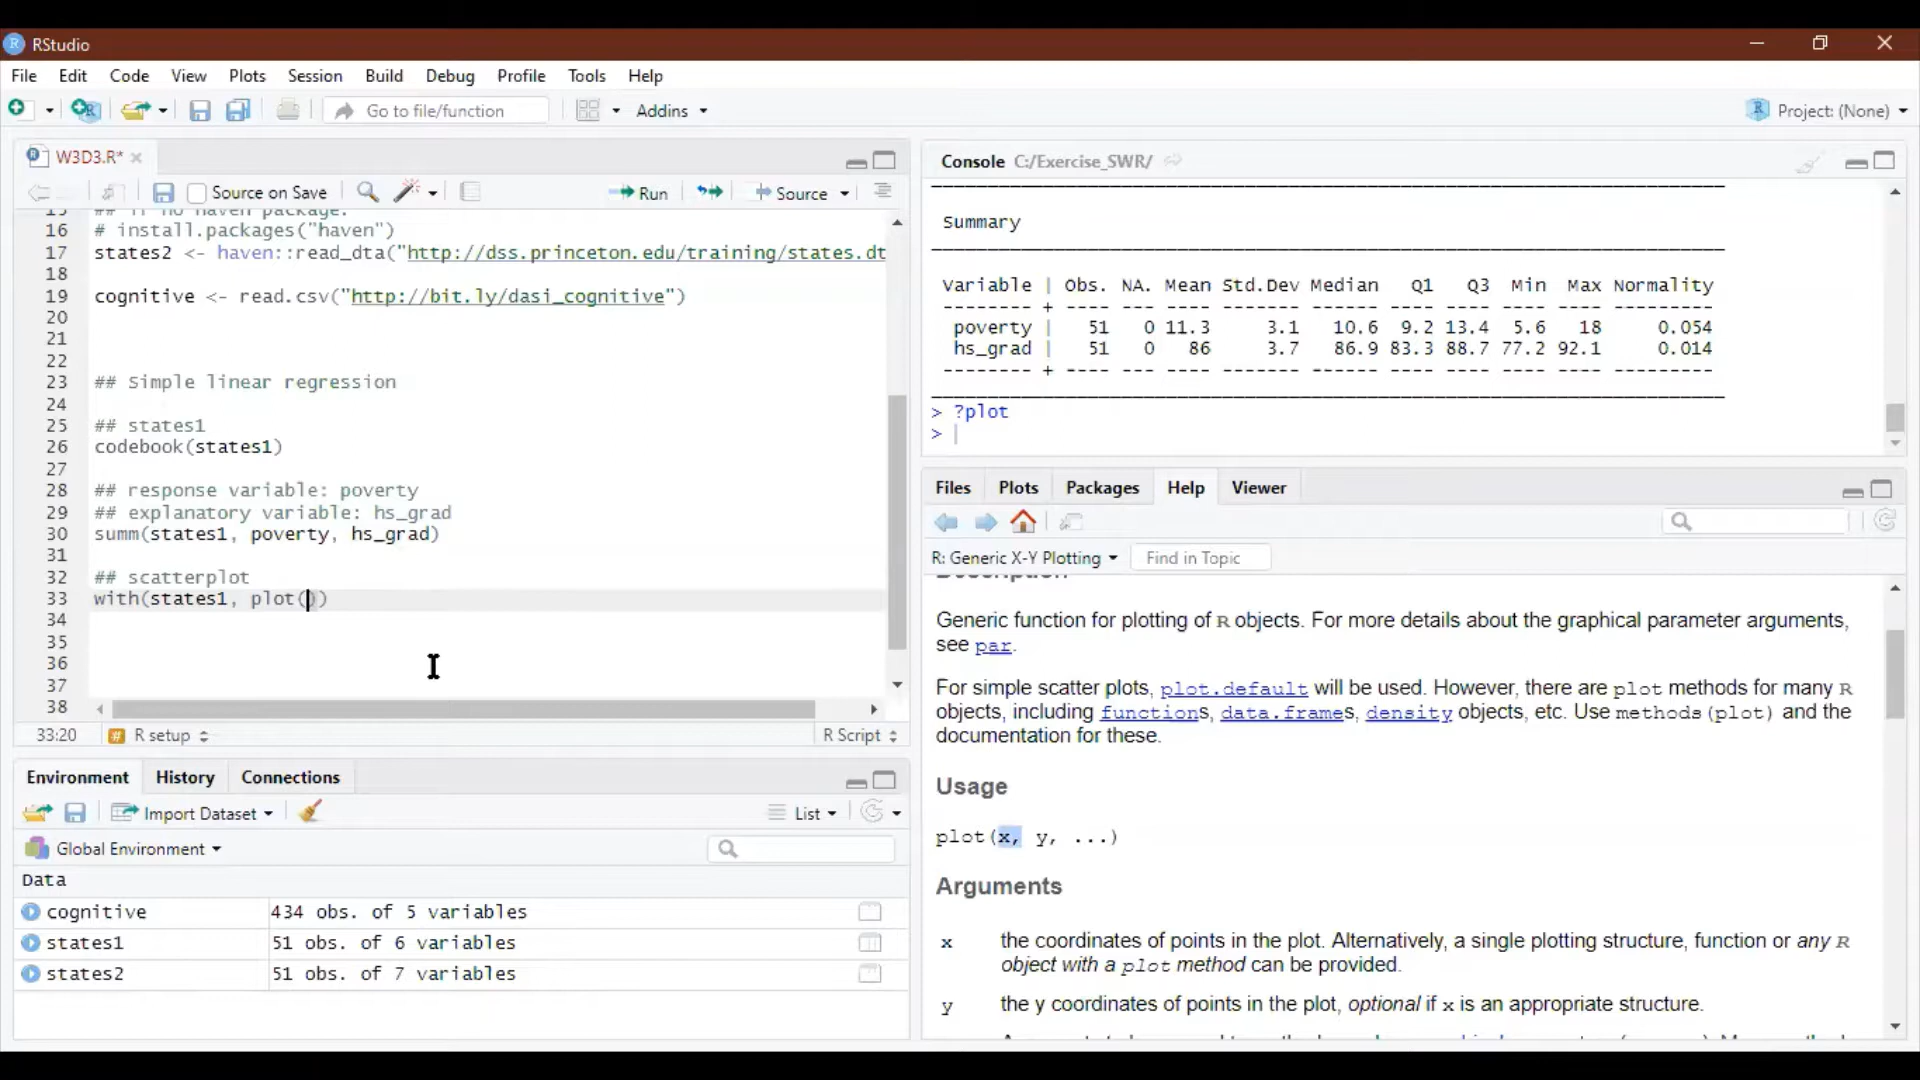 RStudio
File Edit Code View Plots Session Build Debug Profile Tools Help
Go to file/function Addins Project: (None)
W3D3.R*
Source on Save Run Source
15 ## if no haven package.
16 # install.packages("haven")
17 states2 <- haven::read_dta("http://dss.princeton.edu/training/states.dt
18
19 cognitive <- read.csv("http://bit.ly/dasi_cognitive")
20
21
22
23 ## Simple linear regression
24
25 ## states1
26 codebook(states1)
27
28 ## response variable: poverty
29 ## explanatory variable: hs_grad
30 summ(states1, poverty, hs_grad)
31
32 ## scatterplot
33 with(states1, plot())
34
35
36
37
38
33:20 # R setup R Script
Environment History Connections
Import Dataset List
Global Environment
Data
cognitive 434 obs. of 5 variables
states1 51 obs. of 6 variables
states2 51 obs. of 7 variables
Console C:/Exercise_SWR/
Summary
Variable | Obs. NA. Mean Std.Dev Median Q1 Q3 Min Max Normality
-------- + ---- --- ---- ------- ------ ---- ---- ---- ---- ---------
poverty | 51 0 11.3 3.1 10.6 9.2 13.4 5.6 18 0.054
hs_grad | 51 0 86 3.7 86.9 83.3 88.7 77.2 92.1 0.014
-------- + ---- --- ---- ------- ------ ---- ---- ---- ---- ---------
> ?plot
>
Files Plots Packages Help Viewer
R: Generic X-Y Plotting Find in Topic
Description
Generic function for plotting of R objects. For more details about the graphical parameter arguments,
see par.
For simple scatter plots, plot.default will be used. However, there are plot methods for many R
objects, including functions, data.frames, density objects, etc. Use methods(plot) and the
documentation for these.
Usage
plot(x, y, ...)
Arguments
x the coordinates of points in the plot. Alternatively, a single plotting structure, function or any R
object with a plot method can be provided.
y the y coordinates of points in the plot, optional if x is an appropriate structure.